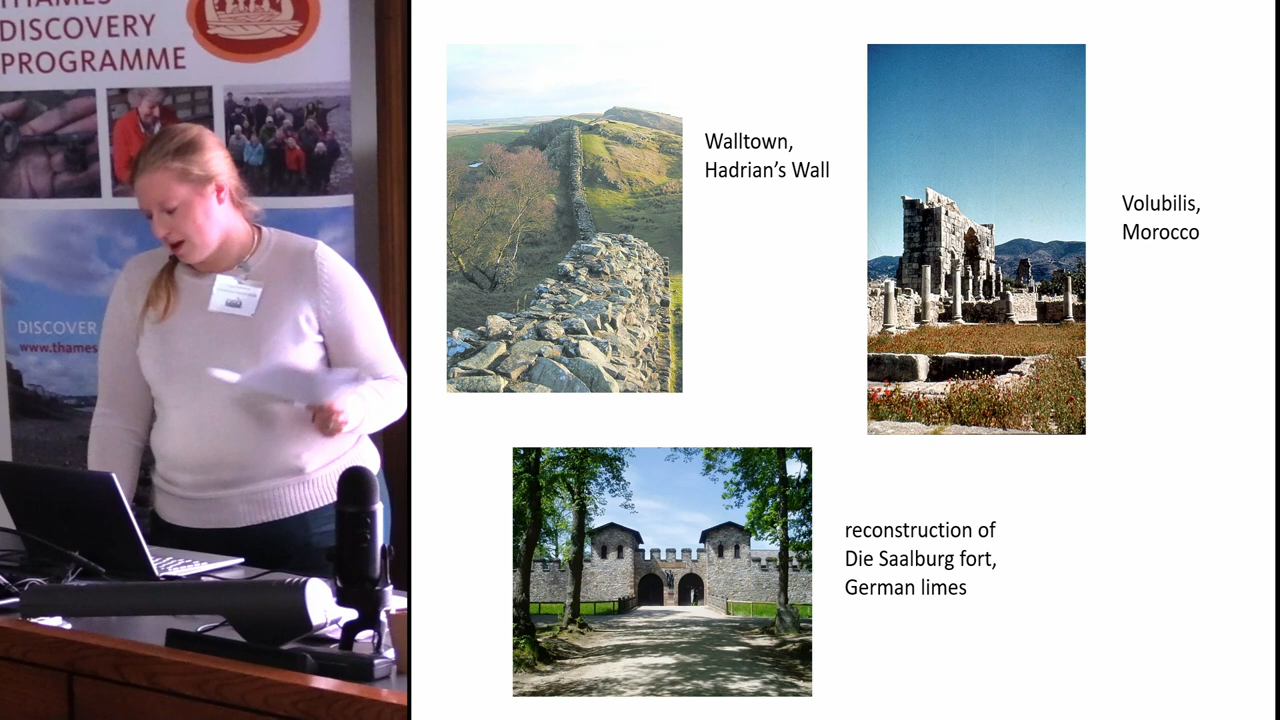 THAMES
DISCOVERY
PROGRAMME
DISCOVER
www.thames
Walltown,
Hadrian’s Wall
Volubilis,
Morocco
reconstruction of
Die Saalburg fort,
German limes